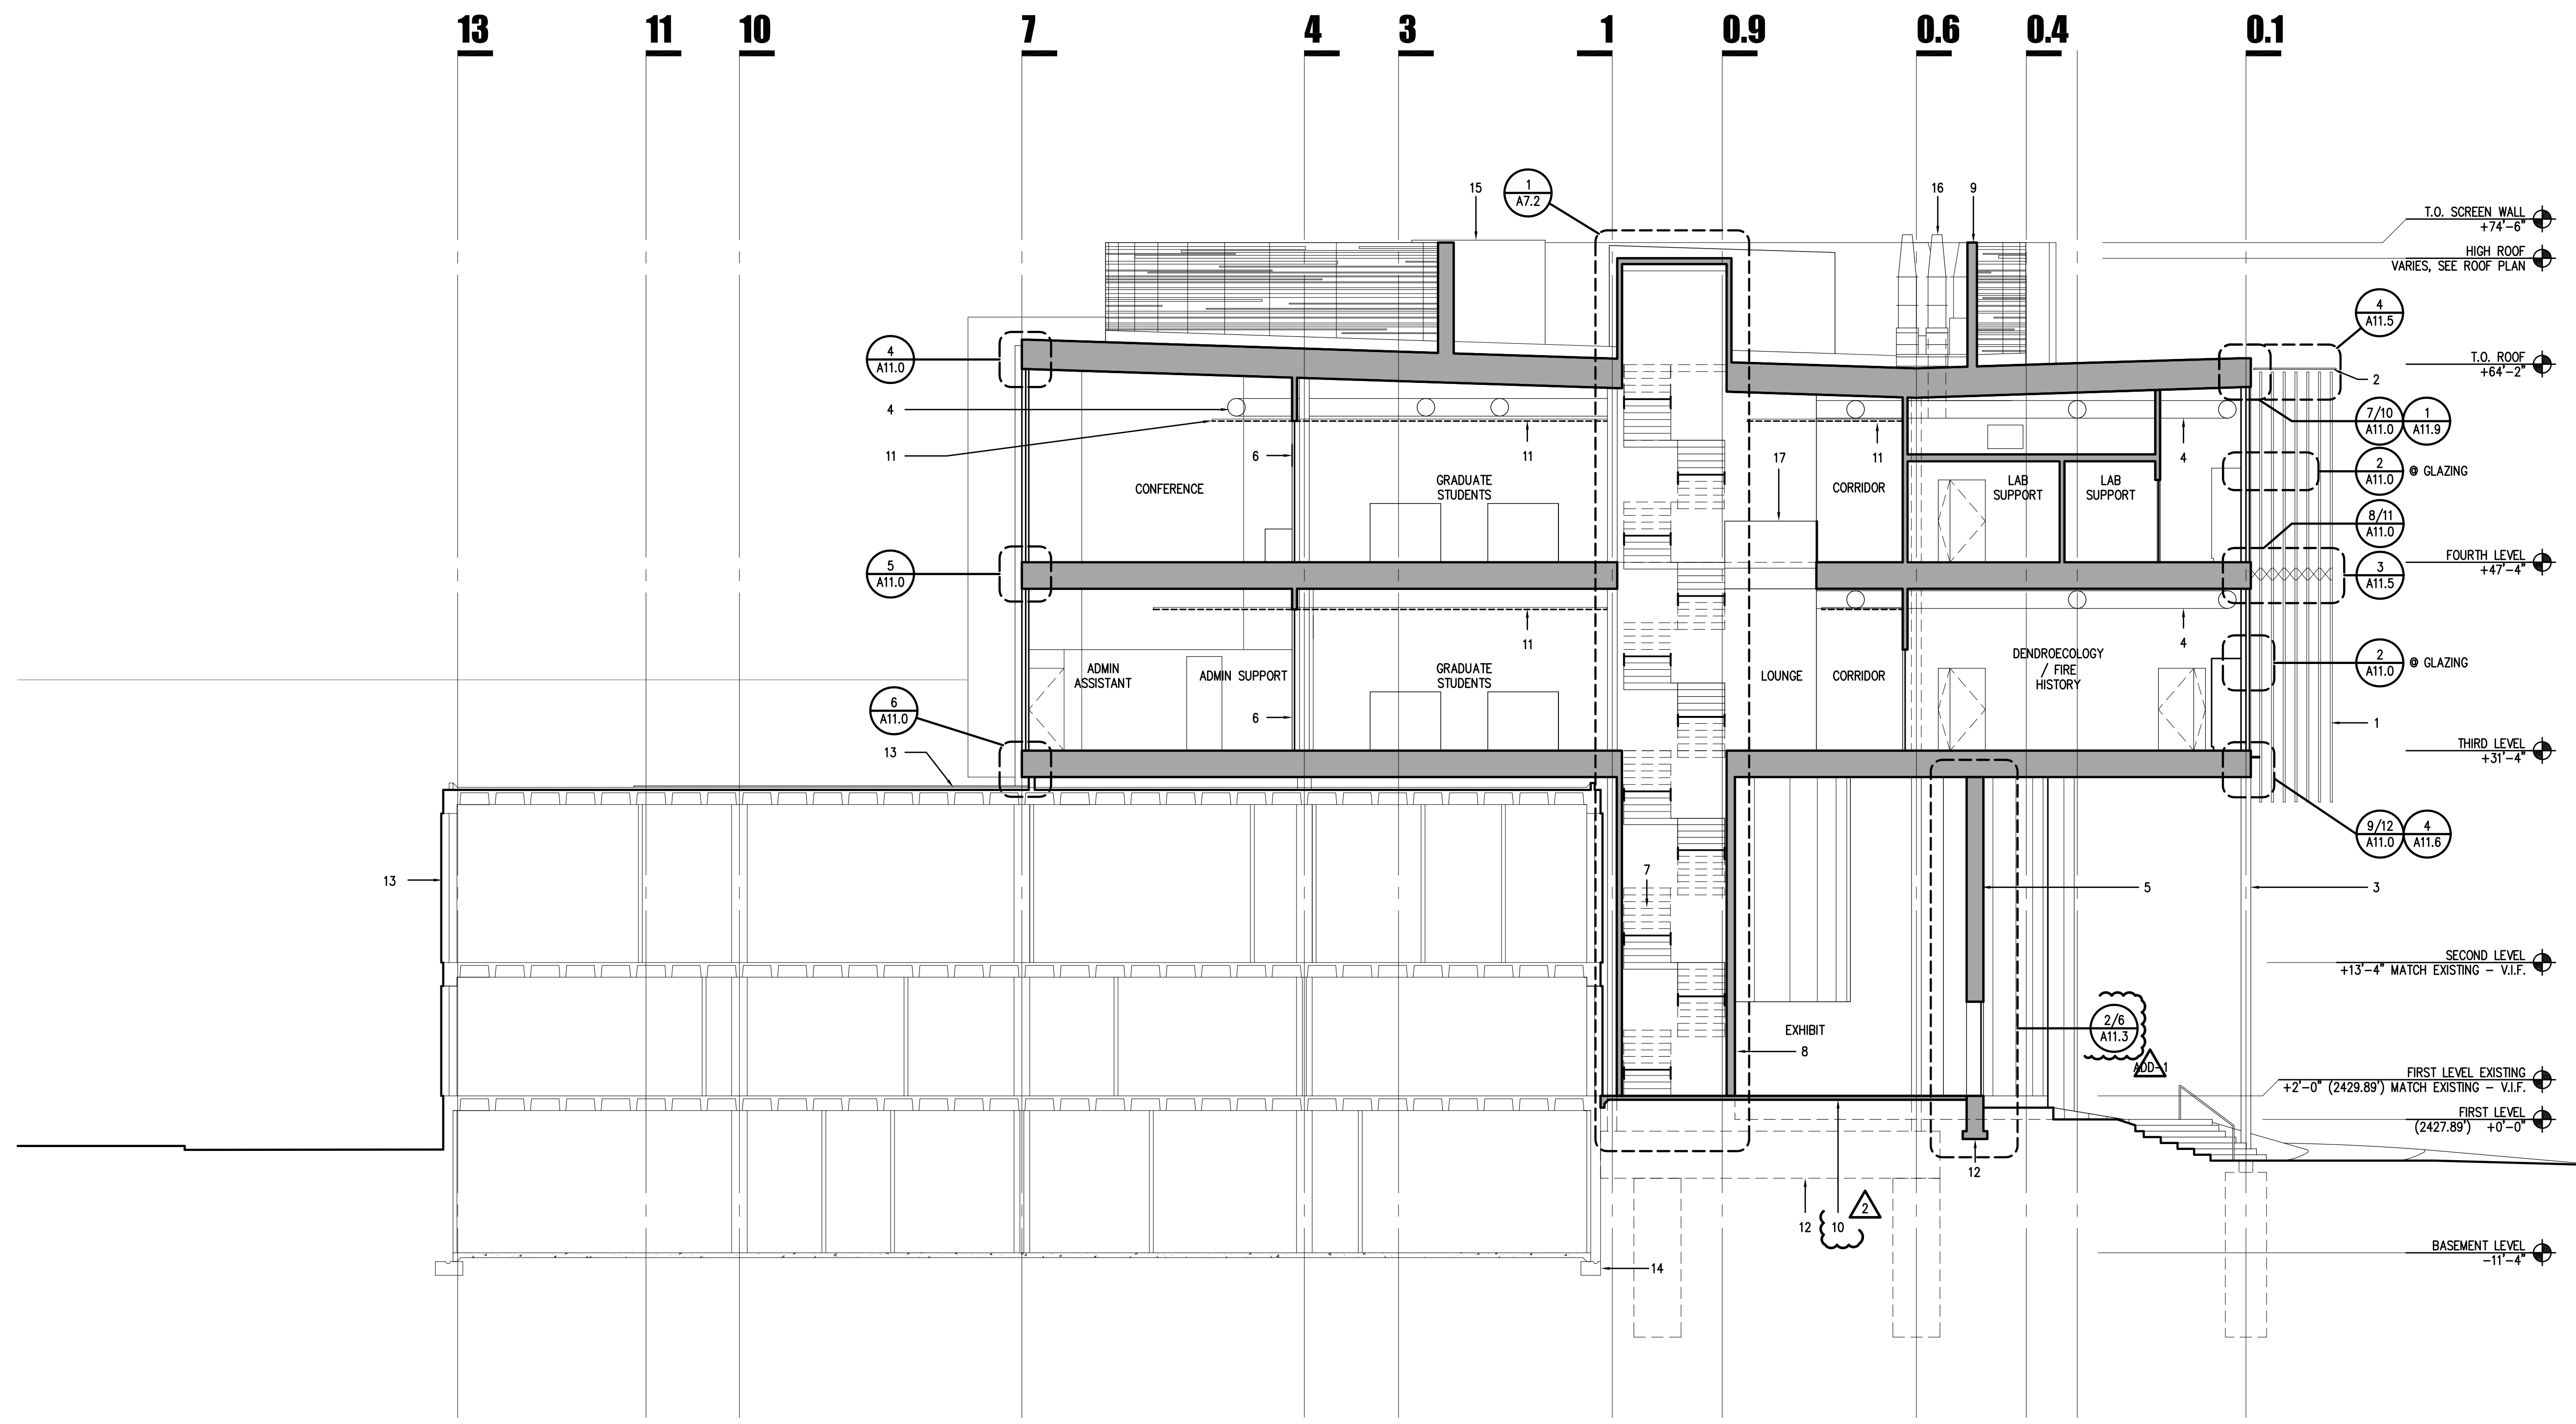 13
11
10
7
4
3
1
0.9
0.6
0.4
0.1
15
1
A7.2
16
9
T.O. SCREEN WALL
+74'-6"
HIGH ROOF
VARIES, SEE ROOF PLAN
4
A11.5
4
A11.0
T.O. ROOF
+64'-2"
2
4
7/10
A11.0
1
A11.9
11
6
11
17
11
4
2
A11.0
@ GLAZING
CONFERENCE
GRADUATE
STUDENTS
CORRIDOR
LAB
SUPPORT
LAB
SUPPORT
8/11
A11.0
5
A11.0
FOURTH LEVEL
+47'-4"
3
A11.5
11
4
ADMIN
ASSISTANT
ADMIN SUPPORT
GRADUATE
STUDENTS
LOUNGE
CORRIDOR
DENDROECOLOGY
/ FIRE
HISTORY
2
A11.0
@ GLAZING
6
A11.0
6
1
13
THIRD LEVEL
+31'-4"
9/12
A11.0
4
A11.6
13
7
5
3
SECOND LEVEL
+13'-4" MATCH EXISTING - V.I.F.
EXHIBIT
8
2/6
A11.3
ADD-1
FIRST LEVEL EXISTING
+2'-0" (2429.89') MATCH EXISTING - V.I.F.
FIRST LEVEL
(2427.89') +0'-0"
12
2
12
10
BASEMENT LEVEL
-11'-4"
14